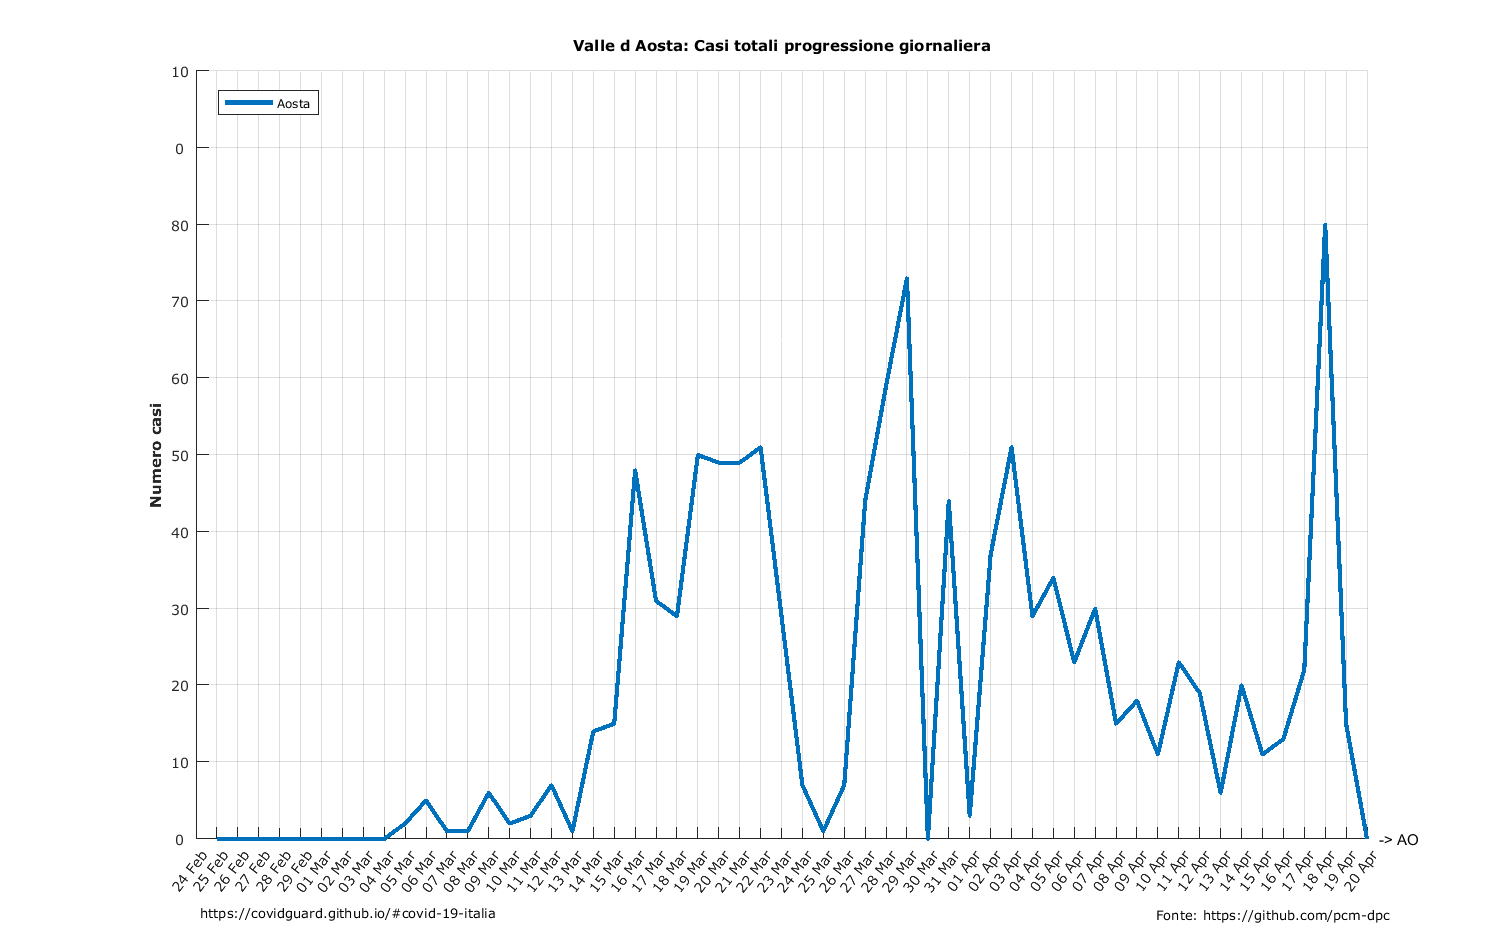 Valle d Aosta: Casi totali progressione giornaliera
Aosta
10
0
80
70
60
50
40
30
20
10
0
Numero casi
24 Feb
25 Feb
26 Feb
27 Feb
28 Feb
29 Feb
01 Mar
02 Mar
03 Mar
04 Mar
05 Mar
06 Mar
07 Mar
08 Mar
09 Mar
10 Mar
11 Mar
12 Mar
13 Mar
14 Mar
15 Mar
16 Mar
17 Mar
18 Mar
19 Mar
20 Mar
21 Mar
22 Mar
23 Mar
24 Mar
25 Mar
26 Mar
27 Mar
28 Mar
29 Mar
30 Mar
31 Mar
01 Apr
02 Apr
03 Apr
04 Apr
05 Apr
06 Apr
07 Apr
08 Apr
09 Apr
10 Apr
11 Apr
12 Apr
13 Apr
14 Apr
15 Apr
16 Apr
17 Apr
18 Apr
19 Apr
20 Apr
-> AO
https://covidguard.github.io/#covid-19-italia
Fonte: https://github.com/pcm-dpc